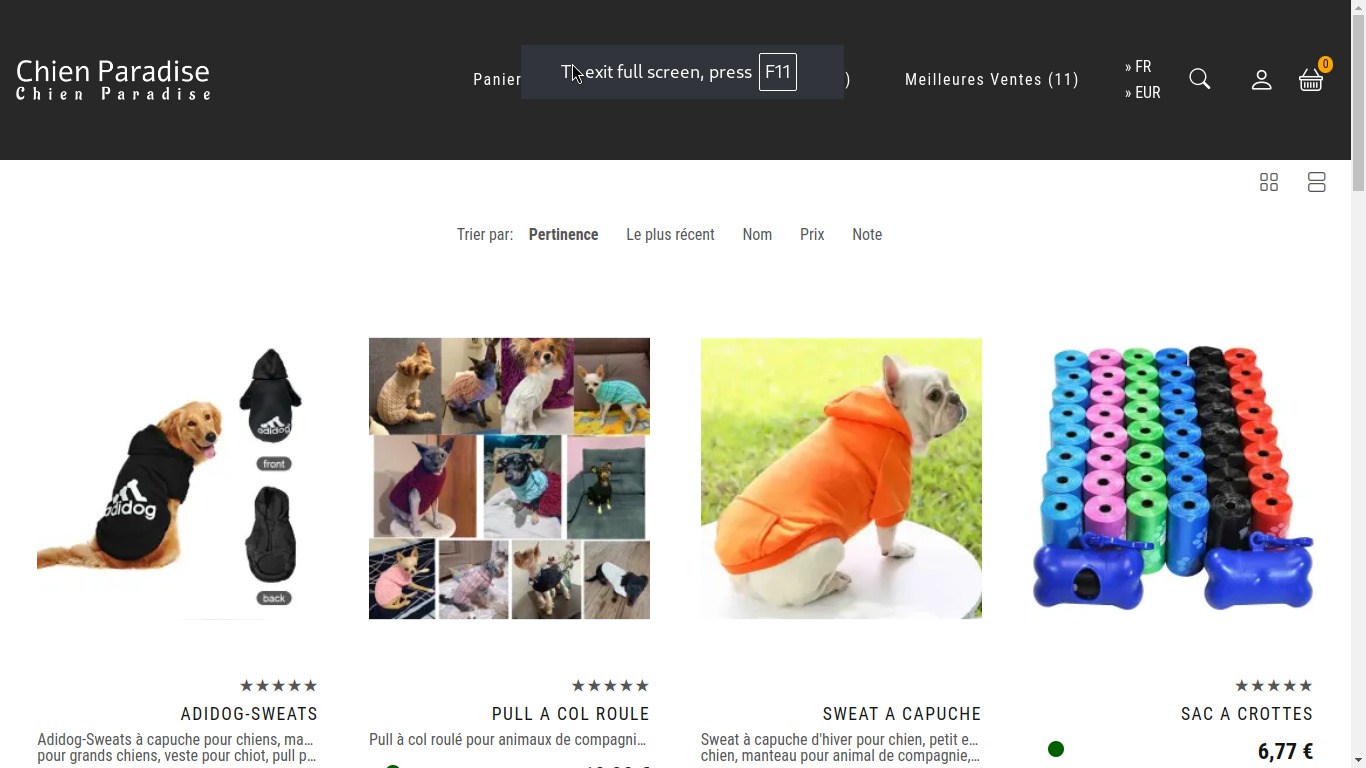 Chien Paradise
Chien Paradise
Panier
To exit full screen, press F11
)
Meilleures Ventes (11)
» FR
» EUR
0
Trier par: Pertinence Le plus récent Nom Prix Note
adidog
adidog
front
back
ADIDOG-SWEATS
Adidog-Sweats à capuche pour chiens, ma...
pour grands chiens, veste pour chiot, pull p...
PULL A COL ROULE
Pull à col roulé pour animaux de compagni...
SWEAT A CAPUCHE
Sweat à capuche d'hiver pour chien, petit e...
chien, manteau pour animal de compagnie,...
SAC A CROTTES
6,77 €